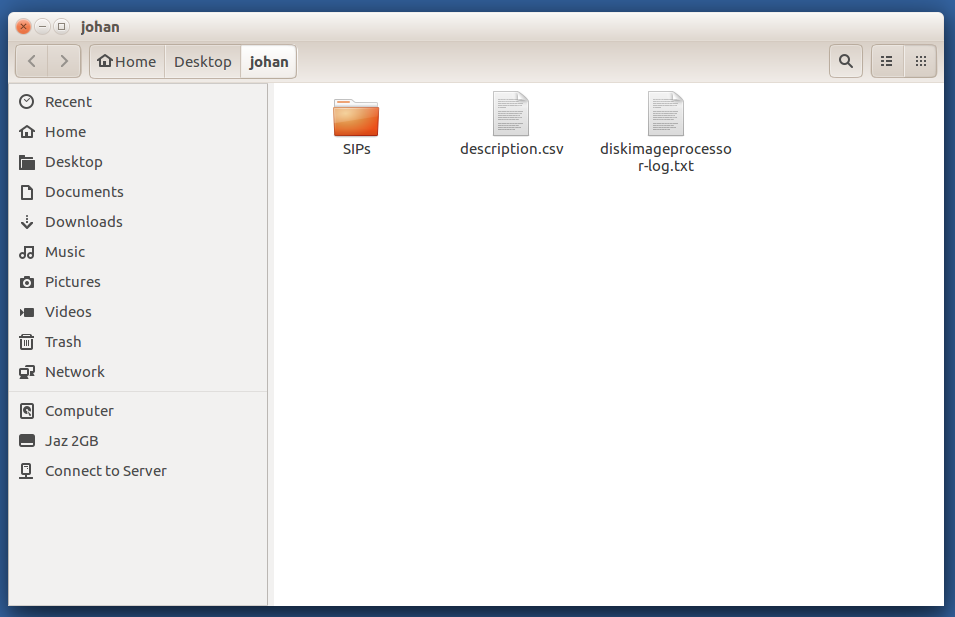 johan
Home
Desktop
johan
Recent
Home
Desktop
Documents
Downloads
Music
Pictures
Videos
Trash
Network
Computer
Jaz 2GB
Connect to Server
SIPs
description.csv
diskimageprocesso
r-log.txt